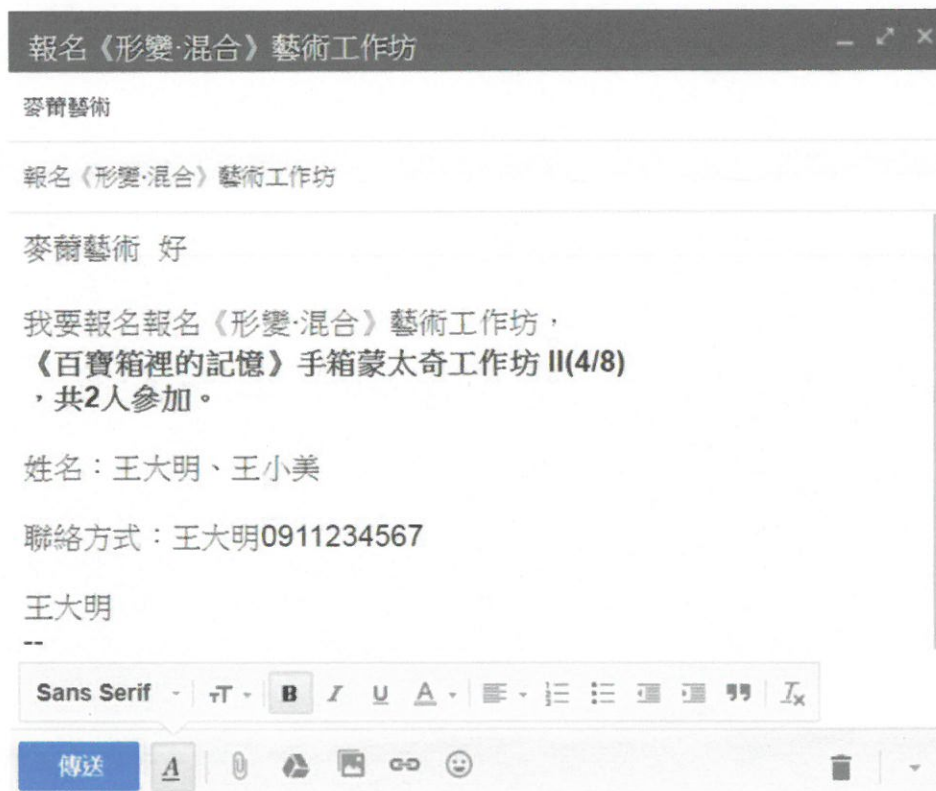 報名《形變·混合》藝術工作坊
麥爾藝術
報名《形變·混合》藝術工作坊
麥爾藝術 好
我要報名報名《形變·混合》藝術工作坊，
《百寶箱裡的記憶》手箱蒙太奇工作坊 II(4/8)
，共2人參加。
姓名：王大明、王小美
聯絡方式：王大明0911234567
王大明
--
Sans Serif
傳送